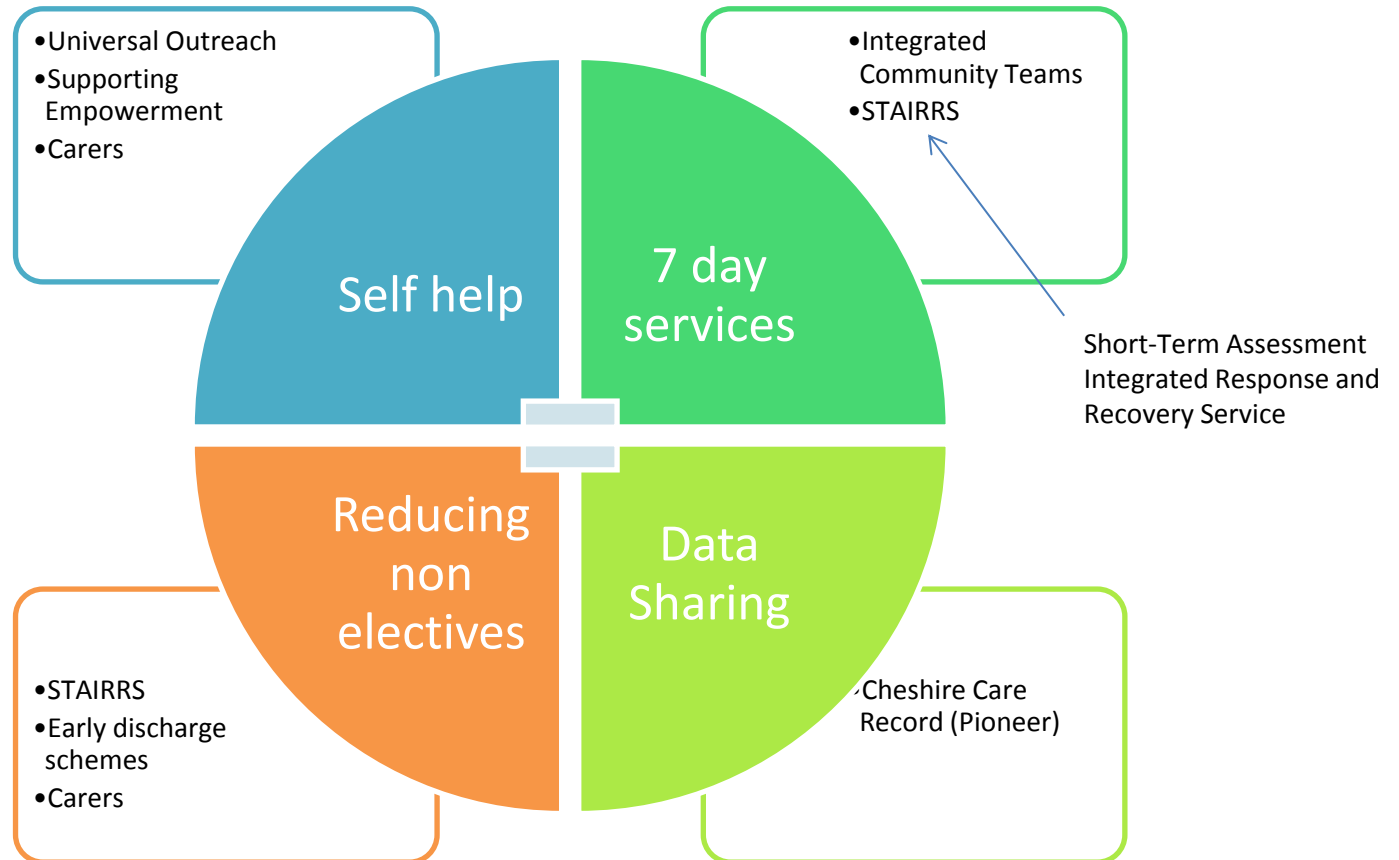 •Universal Outreach
•Supporting
Empowerment
•Carers
•Integrated
Community Teams
•STAIRRS
Self help
7 day
services
Short-Term Assessment
Integrated Response and
Recovery Service
Reducing
non
electives
Data
Sharing
•STAIRRS
•Early discharge
schemes
•Carers
•Cheshire Care
Record (Pioneer)